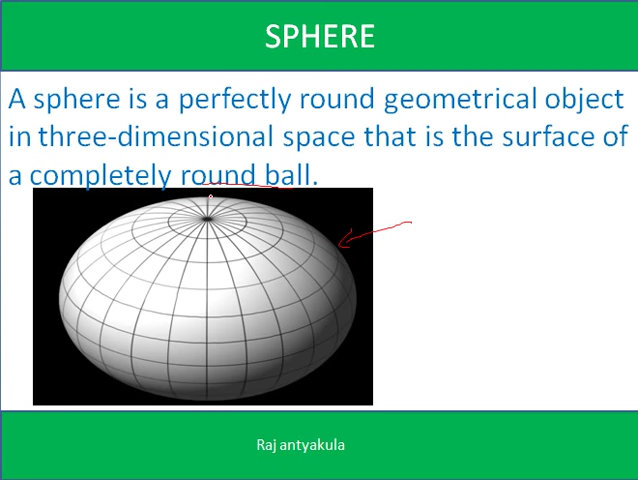 SPHERE
A sphere is a perfectly round geometrical object
in three-dimensional space that is the surface of
a completely round ball.
Raj antyakula